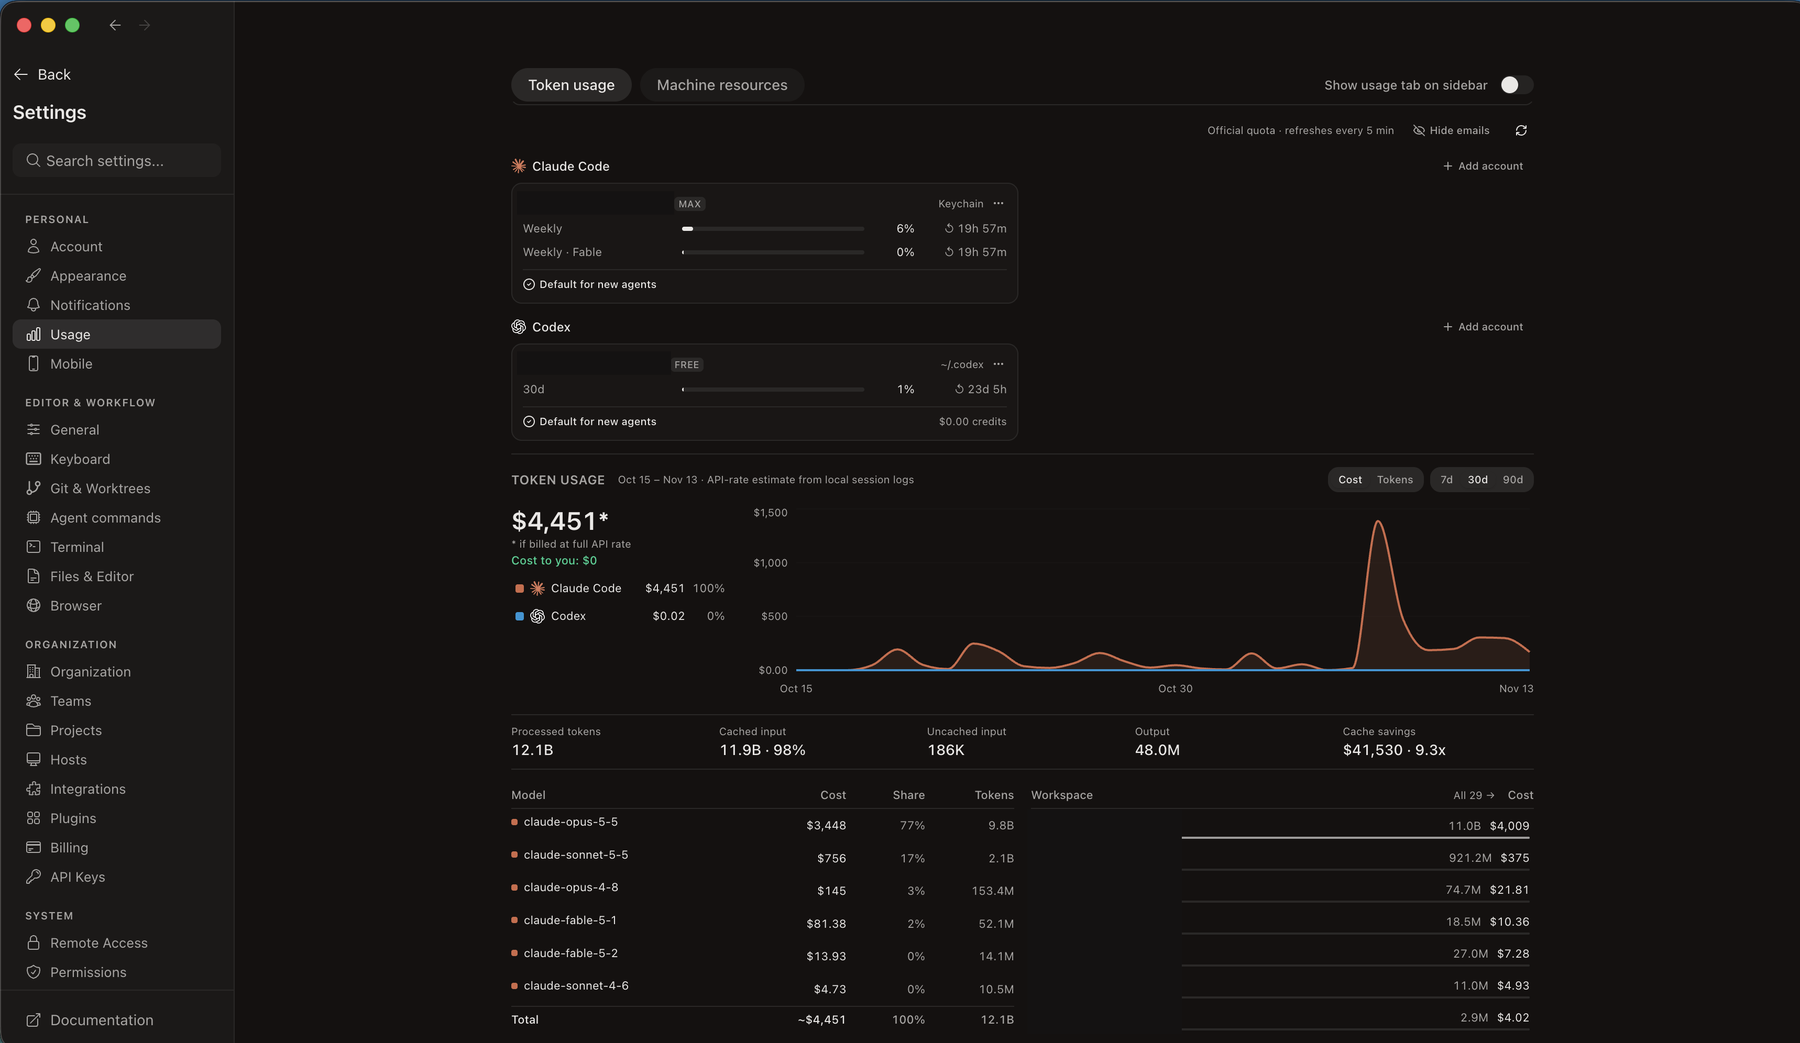 Back
Settings
Search settings...
PERSONAL
Account
Appearance
Notifications
Usage
Mobile
EDITOR & WORKFLOW
General
Keyboard
Git & Worktrees
Agent commands
Terminal
Files & Editor
Browser
ORGANIZATION
Organization
Teams
Projects
Hosts
Integrations
Plugins
Billing
API Keys
SYSTEM
Remote Access
Permissions
Documentation
Token usage Machine resources Show usage tab on sidebar
Official quota · refreshes every 5 min Hide emails
Claude Code + Add account
MAX Keychain ···
Weekly 6% 19h 57m
Weekly · Fable 0% 19h 57m
Default for new agents
Codex + Add account
FREE ~/.codex ···
30d 1% 23d 5h
Default for new agents $0.00 credits
TOKEN USAGE Oct 15 – Nov 13 · API-rate estimate from local session logs Cost Tokens 7d 30d 90d
$4,451*
* if billed at full API rate
Cost to you: $0
Claude Code $4,451 100%
Codex $0.02 0%
$1,500
$1,000
$500
$0.00
Oct 15 Oct 30 Nov 13
Processed tokens Cached input Uncached input Output Cache savings
12.1B 11.9B · 98% 186K 48.0M $41,530 · 9.3x
Model Cost Share Tokens
claude-opus-5-5 $3,448 77% 9.8B
claude-sonnet-5-5 $756 17% 2.1B
claude-opus-4-8 $145 3% 153.4M
claude-fable-5-1 $81.38 2% 52.1M
claude-fable-5-2 $13.93 0% 14.1M
claude-sonnet-4-6 $4.73 0% 10.5M
Total ~$4,451 100% 12.1B
Workspace All 29 → Cost
11.0B $4,009
921.2M $375
74.7M $21.81
18.5M $10.36
27.0M $7.28
11.0M $4.93
2.9M $4.02